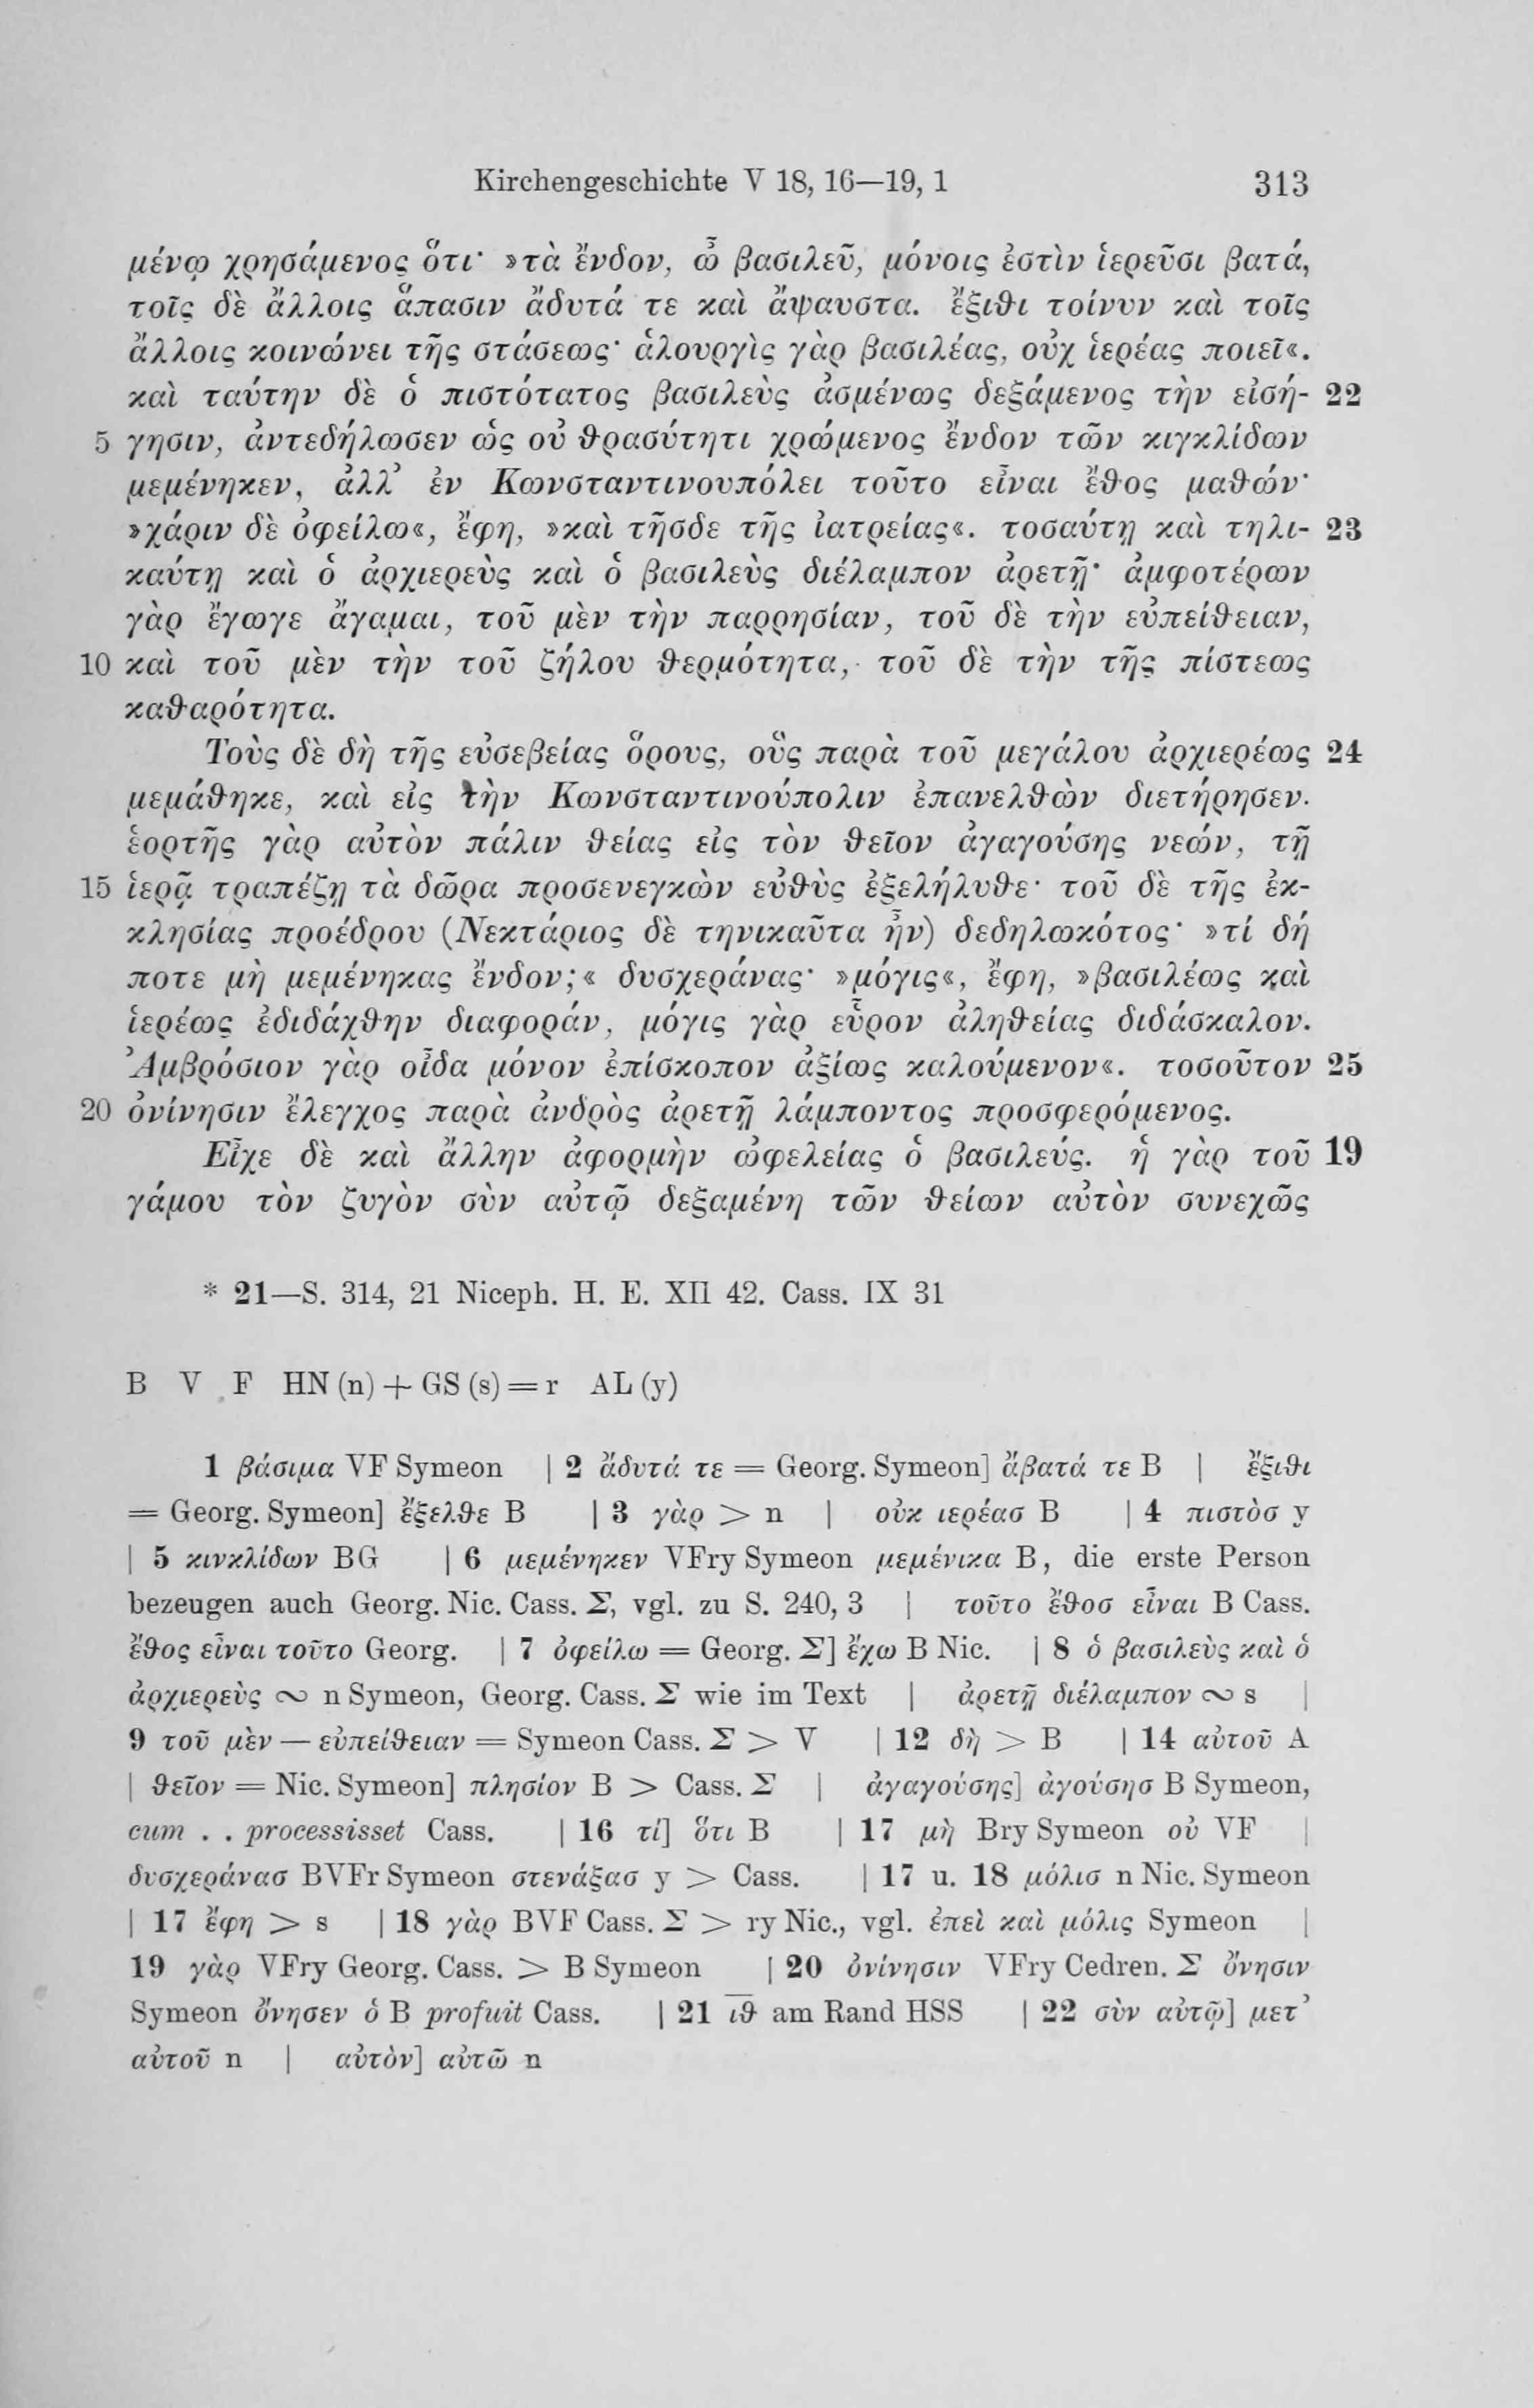 Kirchengeschichte V 18, 16—19, 1 313
μένῳ χρησάμενος ὅτι· »τὰ ἔνδον, ὦ βασιλεῦ, μόνοις ἐστὶν ἱερεῦσι βατά,
τοῖς δὲ ἄλλοις ἅπασιν ἄδυτά τε καὶ ἄψαυστα. ἔξιθι τοίνυν καὶ τοῖς
ἄλλοις κοινώνει τῆς στάσεως· ἁλουργὶς γὰρ βασιλέας, οὐχ ἱερέας ποιεῖ«.
καὶ ταύτην δὲ ὁ πιστότατος βασιλεὺς ἀσμένως δεξάμενος τὴν εἰσή- 22
5 γησιν, ἀντεδήλωσεν ὡς οὐ θρασύτητι χρώμενος ἔνδον τῶν κιγκλίδων
μεμένηκεν, ἀλλ’ ἐν Κωνσταντινουπόλει τοῦτο εἶναι ἔθος μαθών·
»χάριν δὲ ὀφείλω«, ἔφη, »καὶ τῆσδε τῆς ἰατρείας«. τοσαύτῃ καὶ τηλι- 23
καύτῃ καὶ ὁ ἀρχιερεὺς καὶ ὁ βασιλεὺς διέλαμπον ἀρετῇ· ἀμφοτέρων
γὰρ ἔγωγε ἄγαμαι, τοῦ μὲν τὴν παρρησίαν, τοῦ δὲ τὴν εὐπείθειαν,
10 καὶ τοῦ μὲν τὴν τοῦ ζήλου θερμότητα, τοῦ δὲ τὴν τῆς πίστεως
καθαρότητα.
Τοὺς δὲ δὴ τῆς εὐσεβείας ὅρους, οὓς παρὰ τοῦ μεγάλου ἀρχιερέως 24
μεμάθηκε, καὶ εἰς τὴν Κωνσταντινούπολιν ἐπανελθὼν διετήρησεν.
ἑορτῆς γὰρ αὐτὸν πάλιν θείας εἰς τὸν θεῖον ἀγαγούσης νεών, τῇ
15 ἱερᾷ τραπέζῃ τὰ δῶρα προσενεγκὼν εὐθὺς ἐξελήλυθε· τοῦ δὲ τῆς ἐκ-
κλησίας προέδρου (Νεκτάριος δὲ τηνικαῦτα ἦν) δεδηλωκότος· »τί δή
ποτε μὴ μεμένηκας ἔνδον;« δυσχεράνας· »μόγις«, ἔφη, »βασιλέως καὶ
ἱερέως ἐδιδάχθην διαφοράν, μόγις γὰρ εὗρον ἀληθείας διδάσκαλον.
Ἀμβρόσιον γὰρ οἶδα μόνον ἐπίσκοπον ἀξίως καλούμενον«. τοσοῦτον 25
20 ὀνίνησιν ἔλεγχος παρὰ ἀνδρὸς ἀρετῇ λάμποντος προσφερόμενος.
Εἶχε δὲ καὶ ἄλλην ἀφορμὴν ὠφελείας ὁ βασιλεύς. ἡ γὰρ τοῦ 19
γάμου τὸν ζυγὸν σὺν αὐτῷ δεξαμένη τῶν θείων αὐτὸν συνεχῶς
* 21—S. 314, 21 Niceph. H. E. XII 42. Cass. IX 31
B V F HN (n) + GS (s) = r AL (y)
1 βάσιμα VF Symeon | 2 ἄδυτά τε = Georg. Symeon] ἄβατά τε B | ἔξιθι
= Georg. Symeon] ἔξελθε B | 3 γὰρ > n | οὐκ ιερέασ B | 4 πιστὸσ y
| 5 κινκλίδων BG | 6 μεμένηκεν VFry Symeon μεμένικα B, die erste Person
bezeugen auch Georg. Nic. Cass. Σ, vgl. zu S. 240, 3 | τοῦτο ἔθοσ εἶναι B Cass.
ἔθος εἶναι τοῦτο Georg. | 7 ὀφείλω = Georg. Σ] ἔχω B Nic. | 8 ὁ βασιλεὺς καὶ ὁ
ἀρχιερεὺς ∾ n Symeon, Georg. Cass. Σ wie im Text | ἀρετῇ διέλαμπον ∾ s |
9 τοῦ μὲν — εὐπείθειαν = Symeon Cass. Σ > V | 12 δὴ > B | 14 αὐτοῦ A
| θεῖον = Nic. Symeon] πλησίον B > Cass. Σ | ἀγαγούσης] ἀγούσησ B Symeon,
cum . . processisset Cass. | 16 τί] ὅτι B | 17 μὴ Bry Symeon οὐ VF |
δυσχεράνασ BVFr Symeon στενάξασ y > Cass. | 17 u. 18 μόλισ n Nic. Symeon
| 17 ἔφη > s | 18 γὰρ BVF Cass. Σ > ry Nic., vgl. ἐπεὶ καὶ μόλις Symeon |
19 γὰρ VFry Georg. Cass. > B Symeon | 20 ὀνίνησιν VFry Cedren. Σ ὄνησιν
Symeon ὄνησεν ὁ B profuit Cass. | 21 ιθ am Rand HSS | 22 σὺν αὐτῷ] μετ’
αὐτοῦ n | αὐτὸν] αὐτῶ n